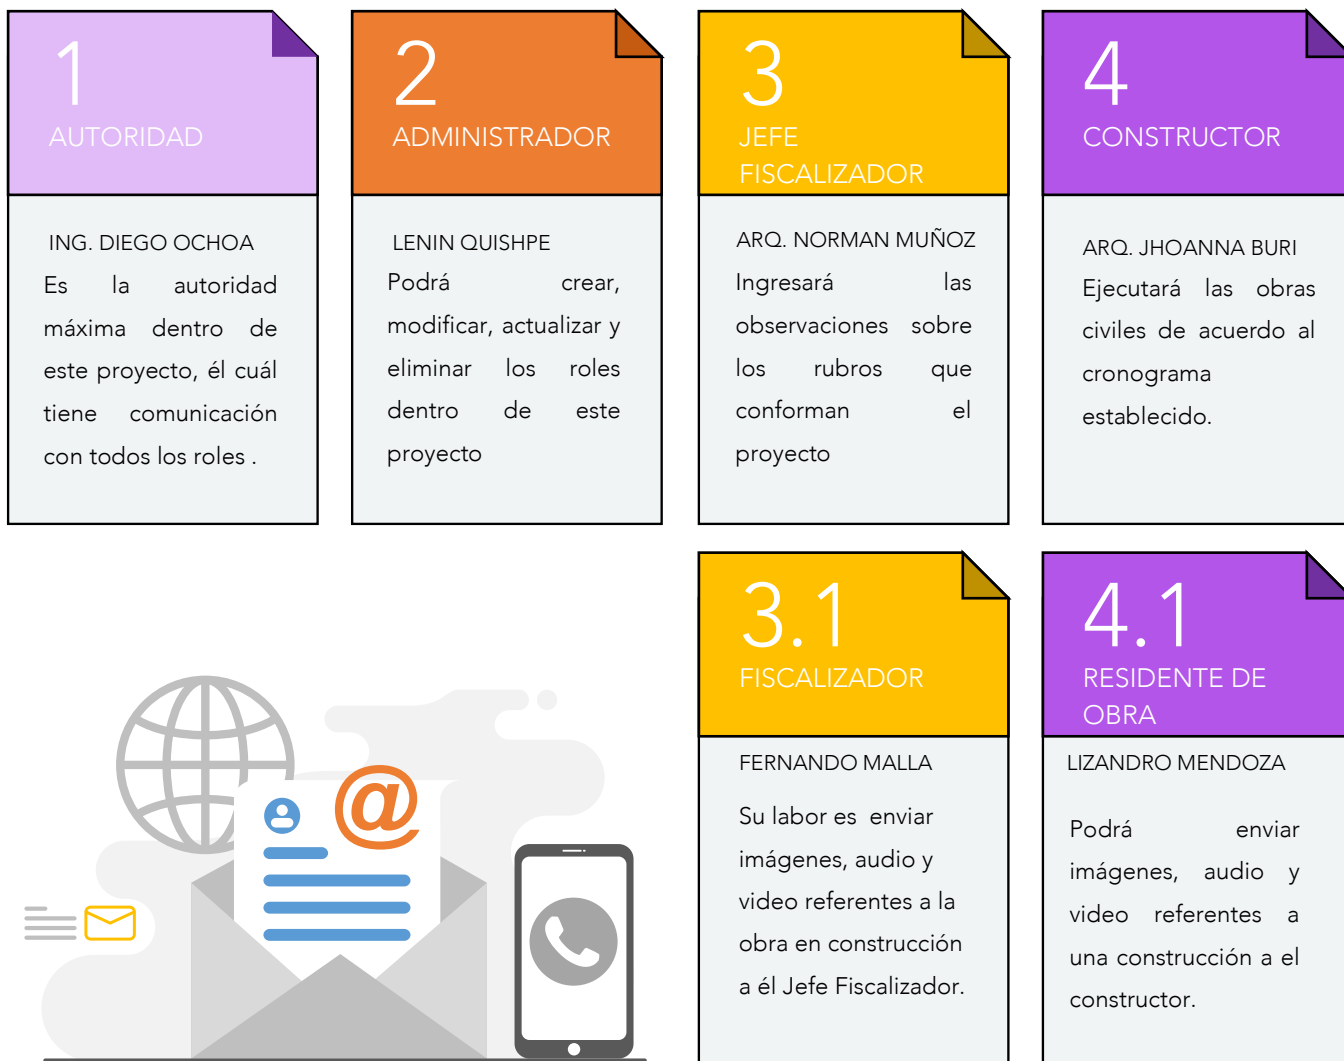 1
AUTORIDAD
ING. DIEGO OCHOA
Es la autoridad
máxima dentro de
este proyecto, él cuál
tiene comunicación
con todos los roles .
2
ADMINISTRADOR
LENIN QUISHPE
Podrá crear,
modificar, actualizar y
eliminar los roles
dentro de este
proyecto
3
JEFE
FISCALIZADOR
ARQ. NORMAN MUÑOZ
Ingresará las
observaciones sobre
los rubros que
conforman el
proyecto
4
CONSTRUCTOR
ARQ. JHOANNA BURI
Ejecutará las obras
civiles de acuerdo al
cronograma
establecido.
@
3.1
FISCALIZADOR
FERNANDO MALLA
Su labor es enviar
imágenes, audio y
video referentes a la
obra en construcción
a él Jefe Fiscalizador.
4.1
RESIDENTE DE
OBRA
LIZANDRO MENDOZA
Podrá enviar
imágenes, audio y
video referentes a
una construcción a el
constructor.